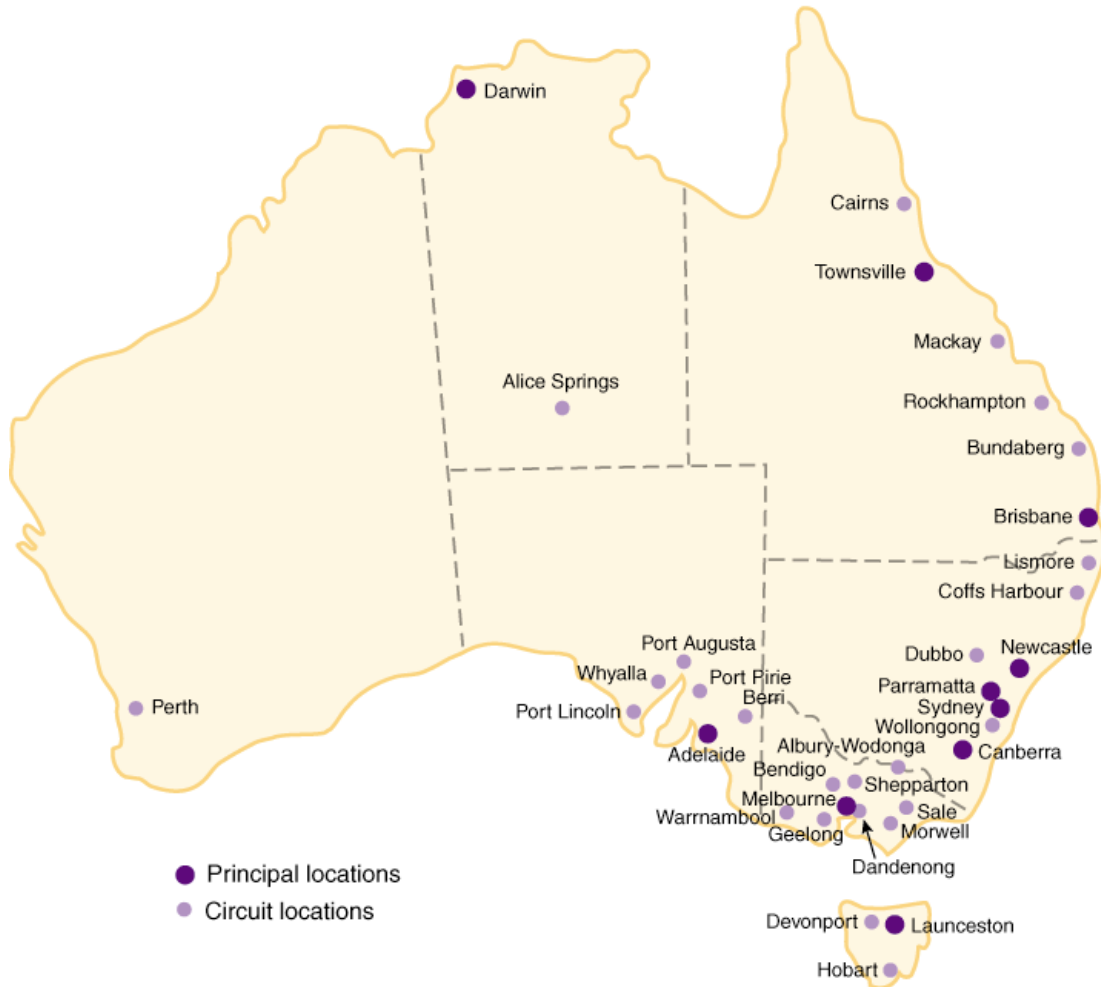 Darwin
Cairns
Townsville
Mackay
Alice Springs
Rockhampton
Bundaberg
Brisbane
Lismore
Coffs Harbour
Port Augusta
Dubbo
Newcastle
Whyalla
Port Pirie
Parramatta
Berri
Perth
Port Lincoln
Sydney
Wollongong
Adelaide
Albury-Wodonga
Canberra
Bendigo
Shepparton
Melbourne
Sale
Warrnambool
Geelong
Morwell
Dandenong
Principal locations
Circuit locations
Devonport
Launceston
Hobart